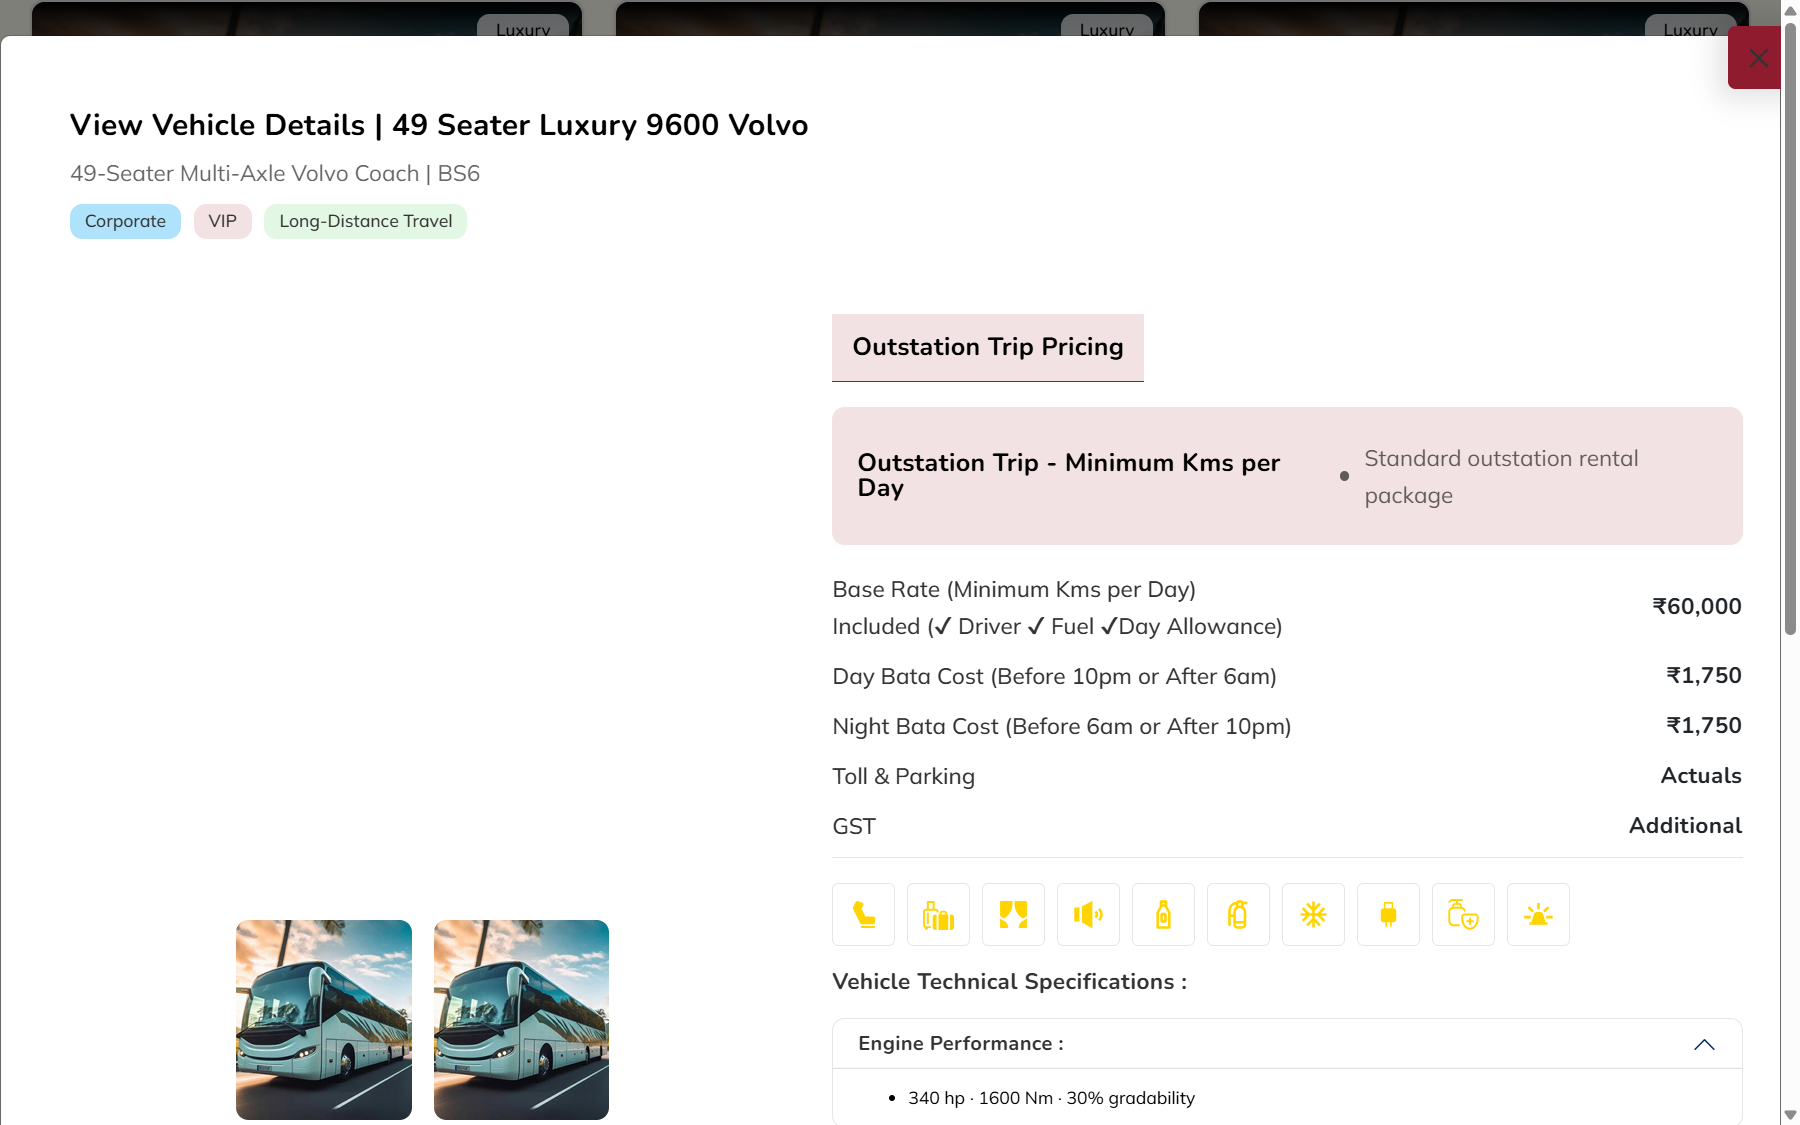 Luxury
Luxury
Luxury
View Vehicle Details | 49 Seater Luxury 9600 Volvo
49-Seater Multi-Axle Volvo Coach | BS6
Corporate
VIP
Long-Distance Travel
Outstation Trip Pricing
Outstation Trip - Minimum Kms per
Day
• Standard outstation rental
package
Base Rate (Minimum Kms per Day)
Included (✓ Driver ✓ Fuel ✓Day Allowance)
₹60,000
Day Bata Cost (Before 10pm or After 6am)
₹1,750
Night Bata Cost (Before 6am or After 10pm)
₹1,750
Toll & Parking
Actuals
GST
Additional
Vehicle Technical Specifications :
Engine Performance :
• 340 hp · 1600 Nm · 30% gradability